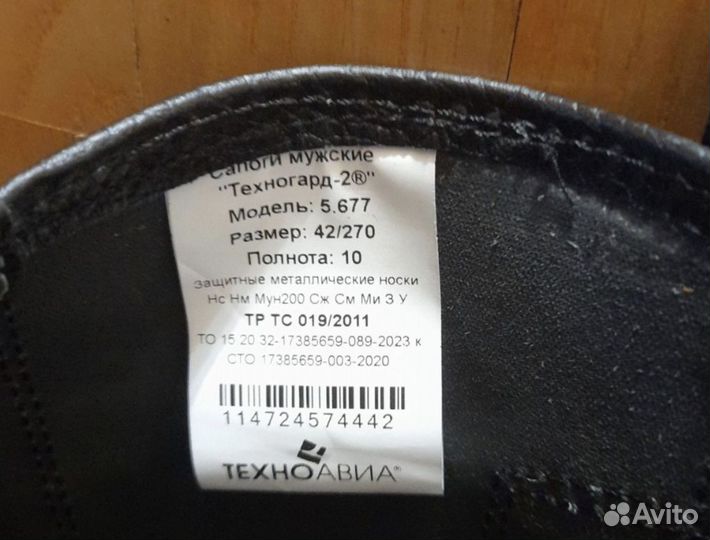 Сапоги мужские
"Техногард-2®"
Модель: 5.677
Размер: 42/270
Полнота: 10
Защитные металлические носки
Нс Нм Мун200 Сж См Ми З У
ТР ТС 019/2011
ТО 15 20 32-17385659-089-2023 к
СТО 17385659-003-2020
114724574442
ТЕХНОАВИА®
Avito